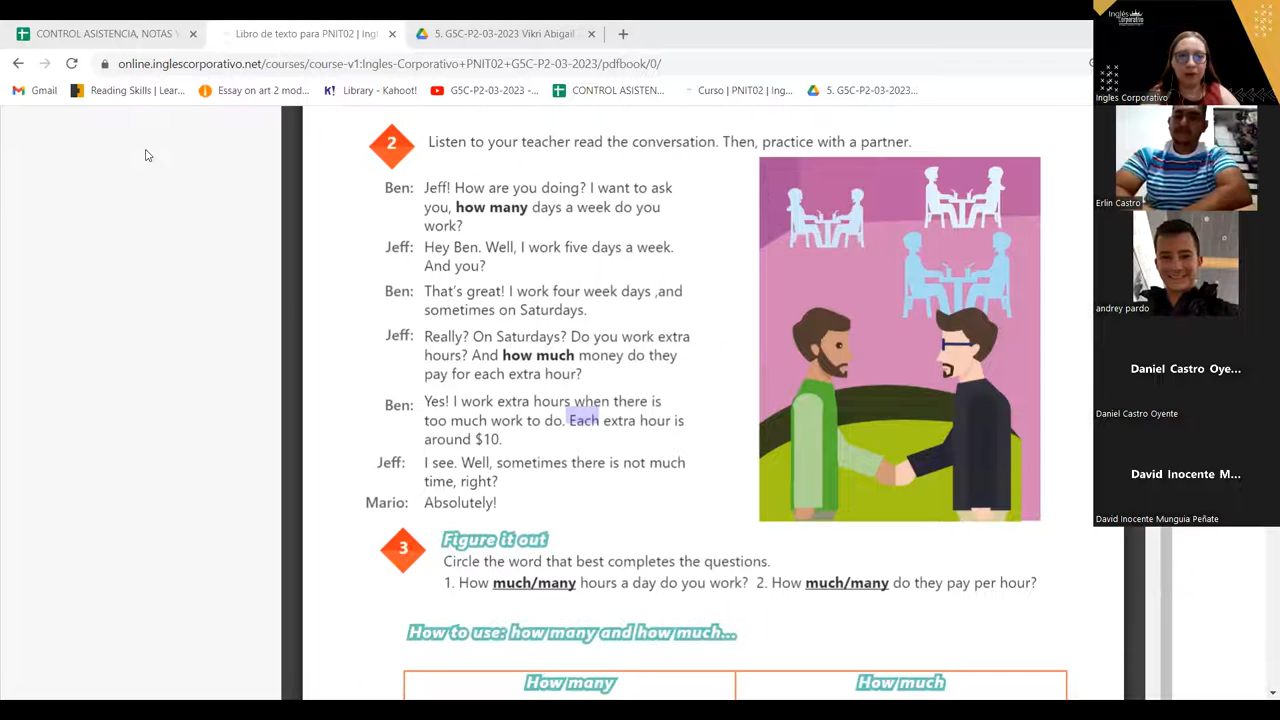 CONTROL ASISTENCIA, NOTAS
Libro de texto para PNIT02 | Ingl
5. G5C-P2-03-2023 Vikri Abigail
online.inglescorporativo.net/courses/course-v1:Ingles-Corporativo+PNIT02+G5C-P2-03-2023/pdfbook/0/
Gmail
Reading Skills | Lear...
Essay on art 2 mod...
Library - Kahoot!
G5C-P2-03-2023 -...
CONTROL ASISTEN...
Curso | PNIT02 | Ing...
5. G5C-P2-03-2023...
2
Listen to your teacher read the conversation. Then, practice with a partner.
Ben: Jeff! How are you doing? I want to ask
you, how many days a week do you
work?
Jeff: Hey Ben. Well, I work five days a week.
And you?
Ben: That's great! I work four week days ,and
sometimes on Saturdays.
Jeff: Really? On Saturdays? Do you work extra
hours? And how much money do they
pay for each extra hour?
Ben: Yes! I work extra hours when there is
too much work to do. Each extra hour is
around $10.
Jeff: I see. Well, sometimes there is not much
time, right?
Mario: Absolutely!
3
Figure it out
Circle the word that best completes the questions.
1. How much/many hours a day do you work? 2. How much/many do they pay per hour?
How to use: how many and how much...
How many
How much
Inglés
Corporativo
Ingles Corporativo
Erlin Castro
andrey pardo
Daniel Castro Oye...
Daniel Castro Oyente
David Inocente M...
David Inocente Munguia Peñate